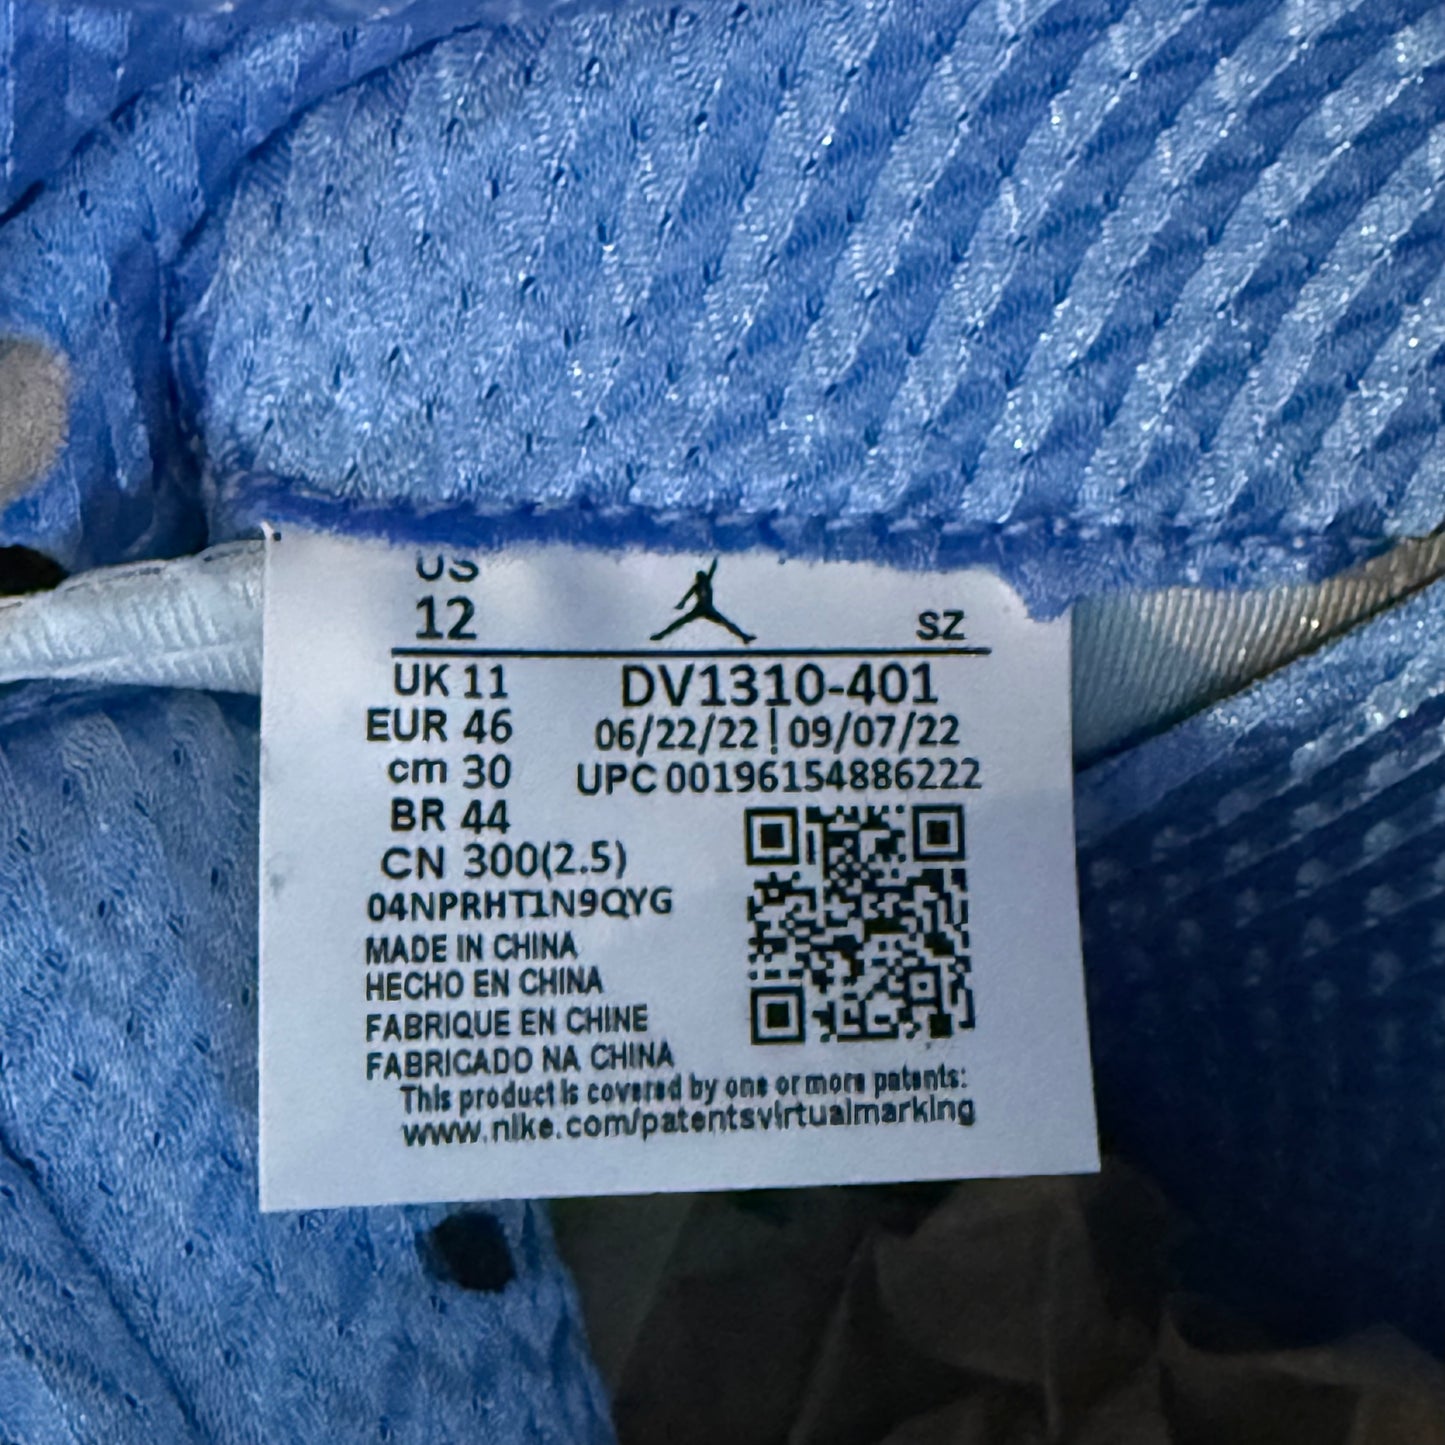 US
12
SZ
UK 11
DV1310-401
EUR 46
06/22/22 | 09/07/22
cm 30
UPC 00196154886222
BR 44
CN 300(2.5)
04NPRHT1N9QYG
MADE IN CHINA
HECHO EN CHINA
FABRIQUE EN CHINE
FABRICADO NA CHINA
This product is covered by one or more patents:
www.nike.com/patentsvirtualmarking